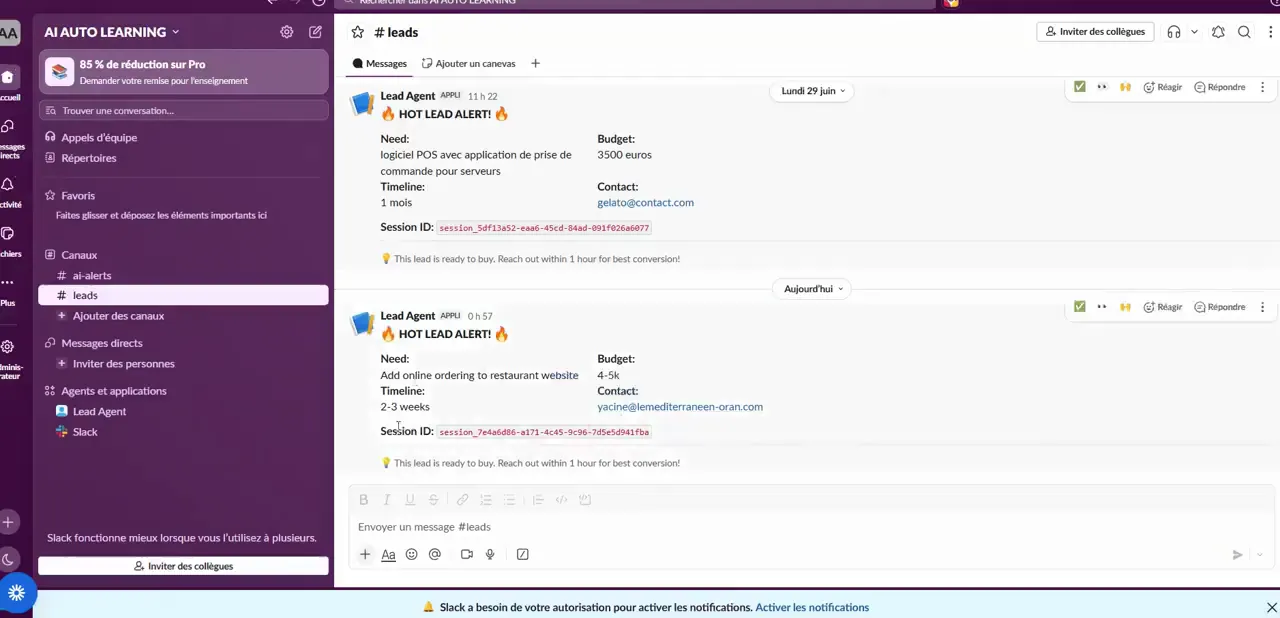 Rechercher dans AI AUTO LEARNING
AA
AI AUTO LEARNING
85 % de réduction sur Pro
Demander votre remise pour l'enseignement
Trouver une conversation...
Appels d'équipe
Répertoires
Favoris
Faites glisser et déposez les éléments importants ici
Canaux
# ai-alerts
# leads
+ Ajouter des canaux
Messages directs
+ Inviter des personnes
Agents et applications
Lead Agent
Slack
Slack fonctionne mieux lorsque vous l'utilisez à plusieurs.
Inviter des collègues
Plus
# leads
Inviter des collègues
Messages
Ajouter un canevas
Lundi 29 juin
Lead Agent APPLI 11 h 22
Réagir
Répondre
🔥 HOT LEAD ALERT! 🔥
Need:
logiciel POS avec application de prise de
commande pour serveurs
Budget:
3500 euros
Timeline:
1 mois
Contact:
gelato@contact.com
Session ID: session_5df13a52-eaa6-45cd-84ad-091f026a6077
💡 This lead is ready to buy. Reach out within 1 hour for best conversion!
Aujourd'hui
Lead Agent APPLI 0 h 57
Réagir
Répondre
🔥 HOT LEAD ALERT! 🔥
Need:
Add online ordering to restaurant website
Budget:
4-5k
Timeline:
2-3 weeks
Contact:
yacine@lemediterraneen-oran.com
Session ID: session_7e4a6d86-a171-4c45-9c96-7d5e5d941fba
💡 This lead is ready to buy. Reach out within 1 hour for best conversion!
B I U S
Envoyer un message #leads
Aa
🔔 Slack a besoin de votre autorisation pour activer les notifications. Activer les notifications